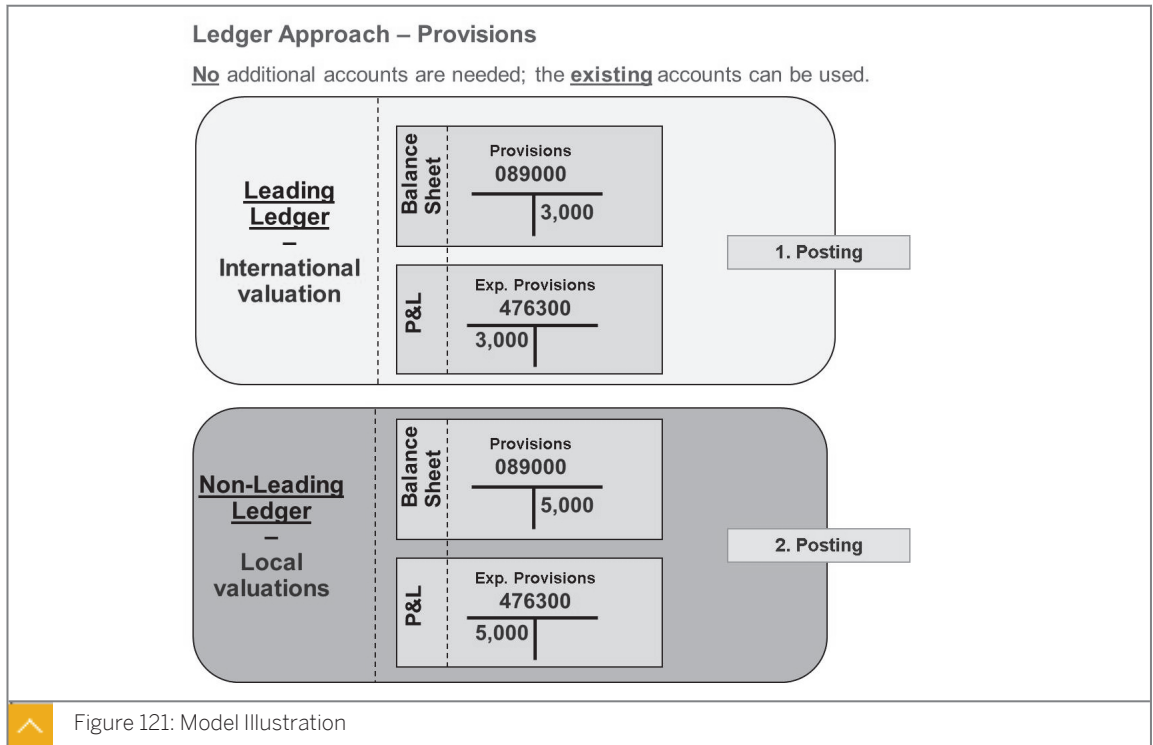 Ledger Approach – Provisions
No additional accounts are needed; the existing accounts can be used.
Leading
Ledger
–
International
valuation
Balance
Sheet
Provisions
089000
3,000
P&L
Exp. Provisions
476300
3,000
1. Posting
Non-Leading
Ledger
–
Local
valuations
Balance
Sheet
Provisions
089000
5,000
P&L
Exp. Provisions
476300
5,000
2. Posting
Figure 121: Model Illustration